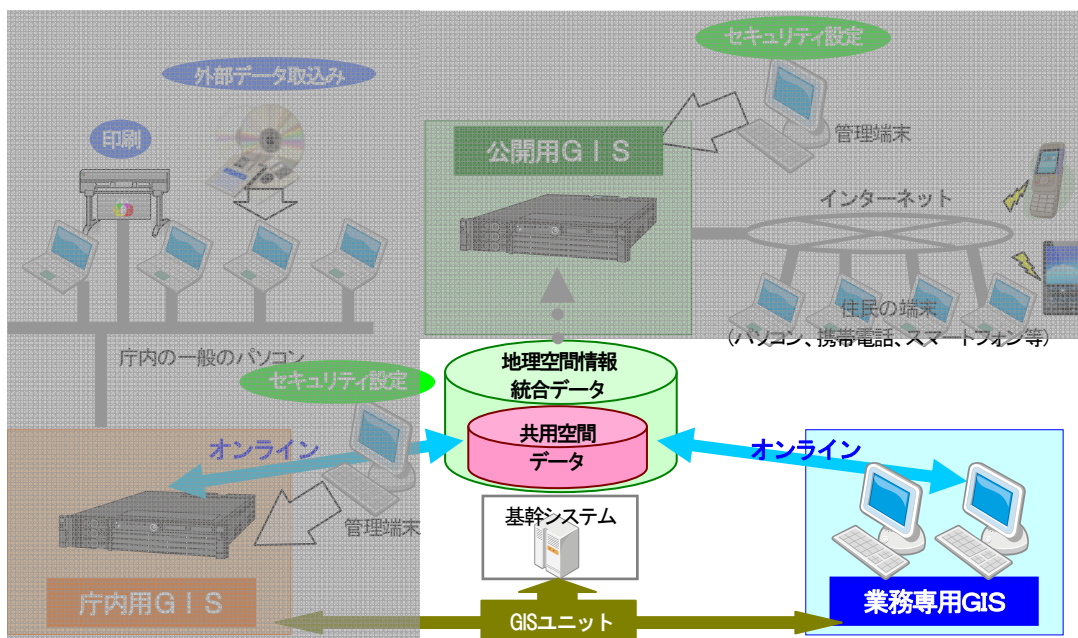 セキュリティ設定
外部データ取込み
印刷
公開用ＧＩＳ
管理端末
インターネット
住民の端末
(パソコン、携帯電話、スマートフォン等)
庁内の一般のパソコン
セキュリティ設定
地理空間情報
統合データ
共用空間
データ
オンライン
オンライン
基幹システム
管理端末
庁内用ＧＩＳ
業務専用GIS
GISユニット